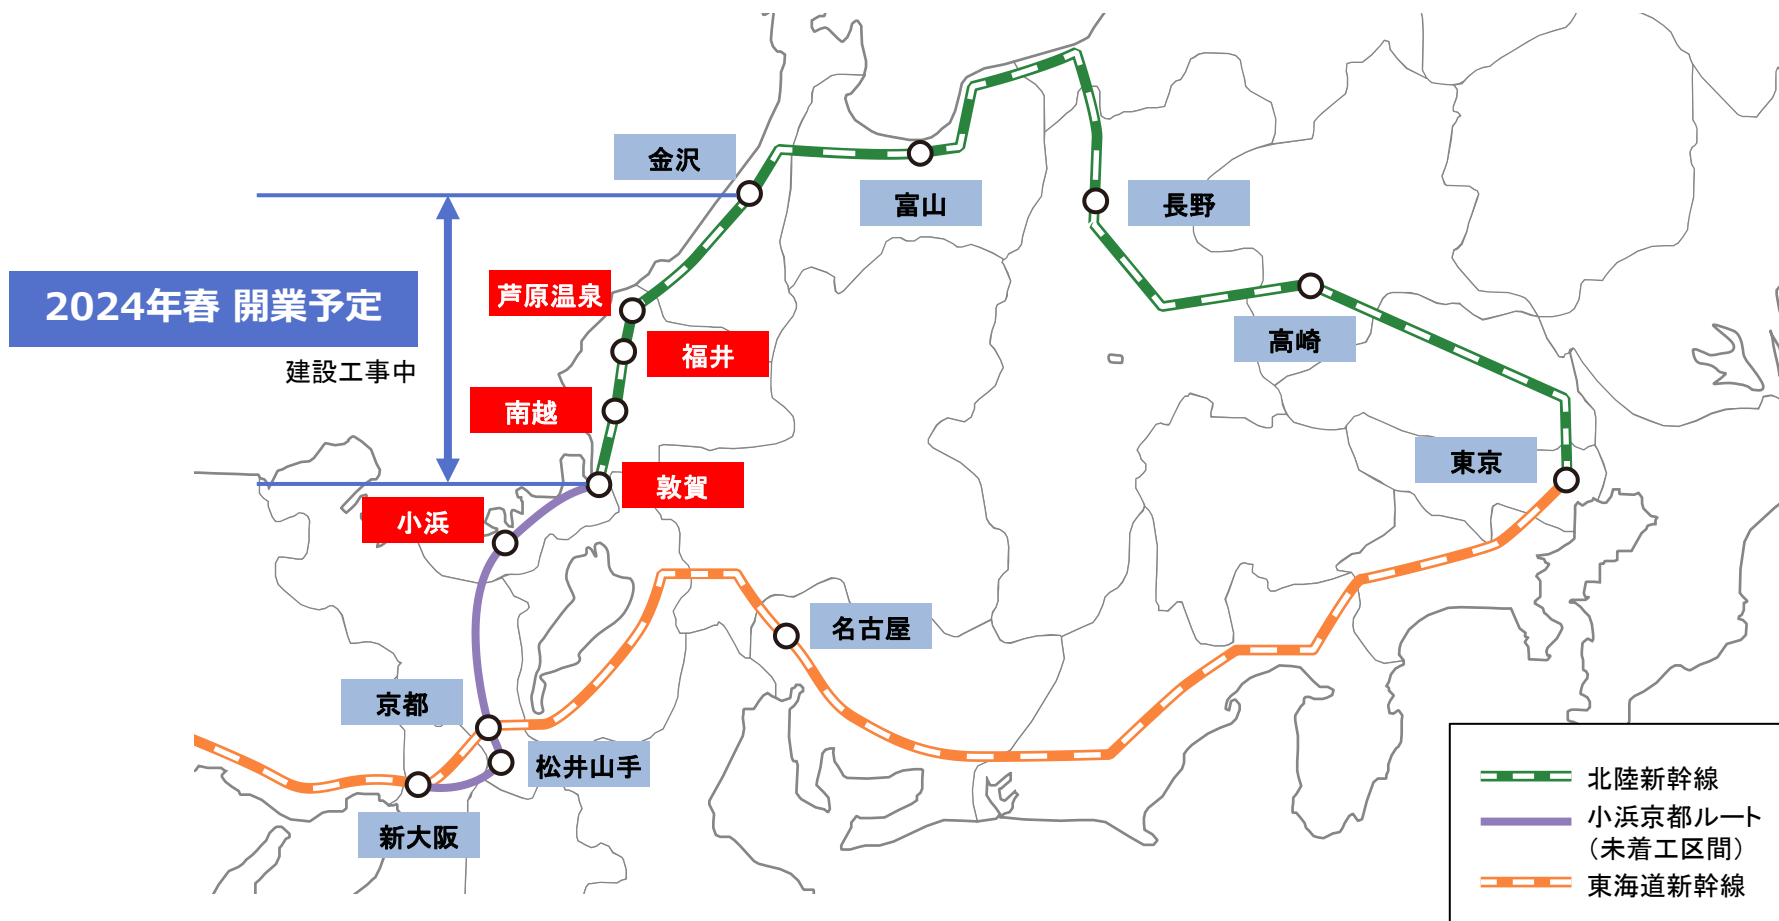 金沢
富山
長野
芦原温泉
2024年春 開業予定
高崎
福井
建設工事中
南越
東京
敦賀
小浜
名古屋
京都
松井山手
新大阪
北陸新幹線
小浜京都ルート
（未着工区間）
東海道新幹線